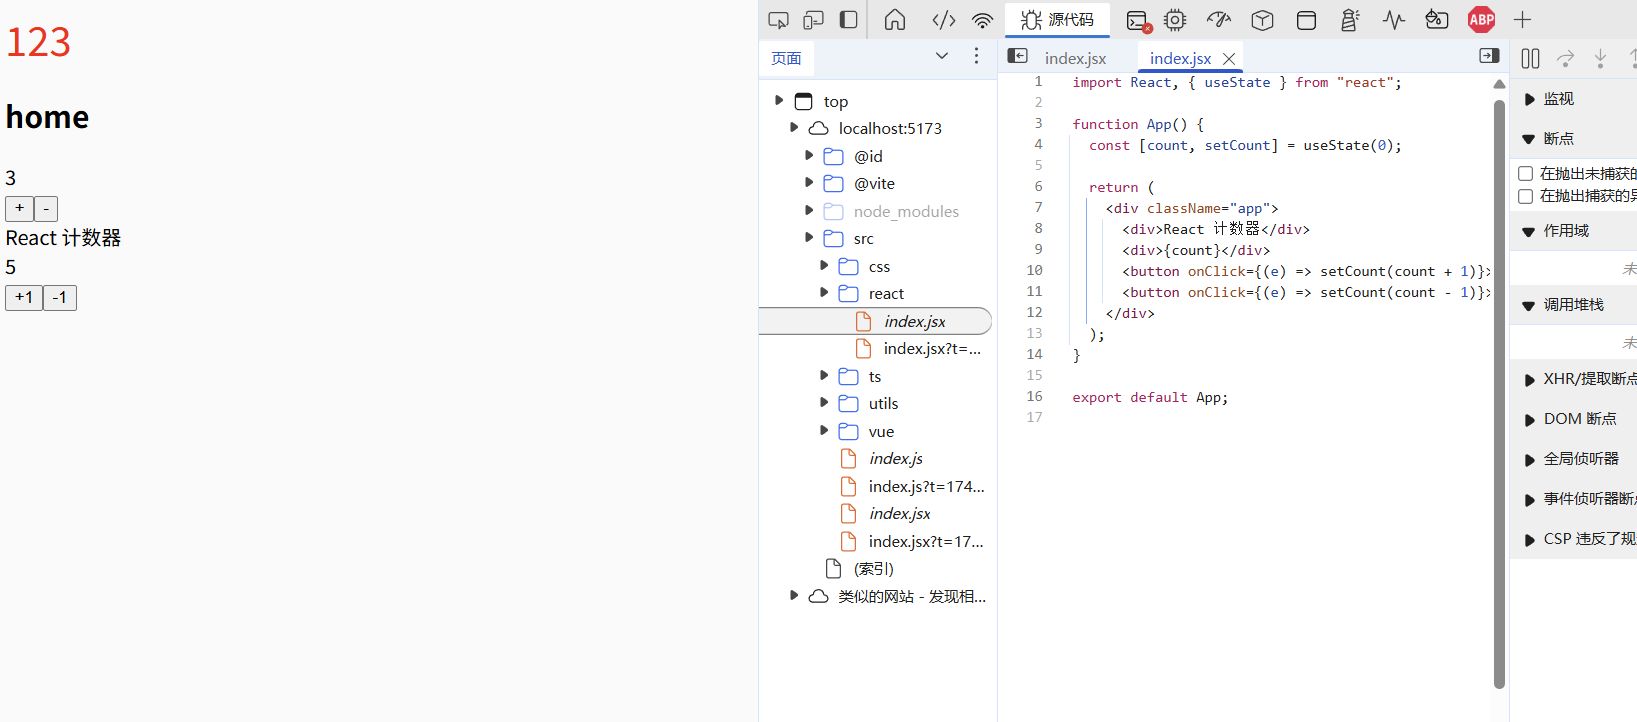 123
home
3
+ -
React 计数器
5
+1 -1
源代码
ABP
页面
top
localhost:5173
@id
@vite
node_modules
src
css
react
index.jsx
index.jsx?t=...
ts
utils
vue
index.js
index.js?t=174...
index.jsx
index.jsx?t=17...
(索引)
类似的网站 - 发现相...
index.jsx index.jsx
1 import React, { useState } from "react";
2
3 function App() {
4 const [count, setCount] = useState(0);
5
6 return (
7 <div className="app">
8 <div>React 计数器</div>
9 <div>{count}</div>
10 <button onClick={(e) => setCount(count + 1)}>
11 <button onClick={(e) => setCount(count - 1)}>
12 </div>
13 );
14 }
15
16 export default App;
17
监视
断点
在抛出未捕获的
在抛出捕获的异
作用域
未
调用堆栈
未
XHR/提取断点
DOM 断点
全局侦听器
事件侦听器断点
CSP 违反了规